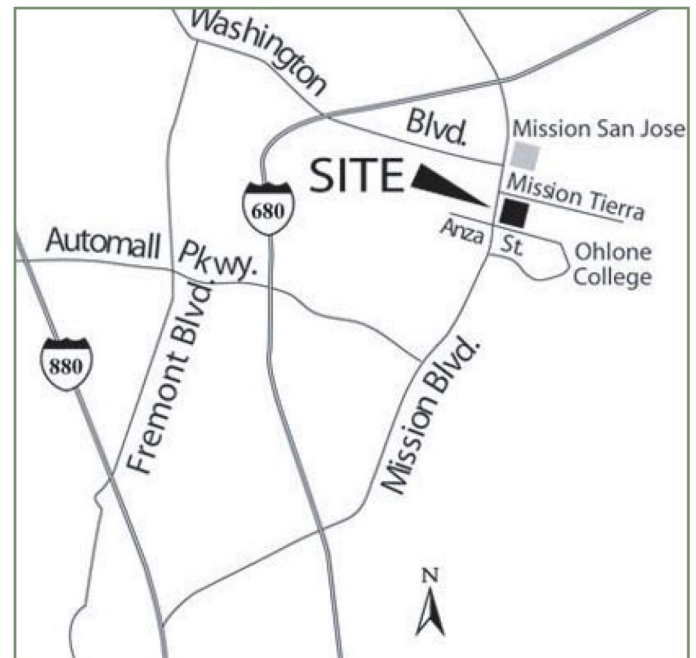 Washington
Blvd.
Mission San Jose
SITE
Mission Tierra
680
Anza St.
Ohlone
College
Automall Pkwy.
880
Fremont Blvd.
Mission Blvd.
N